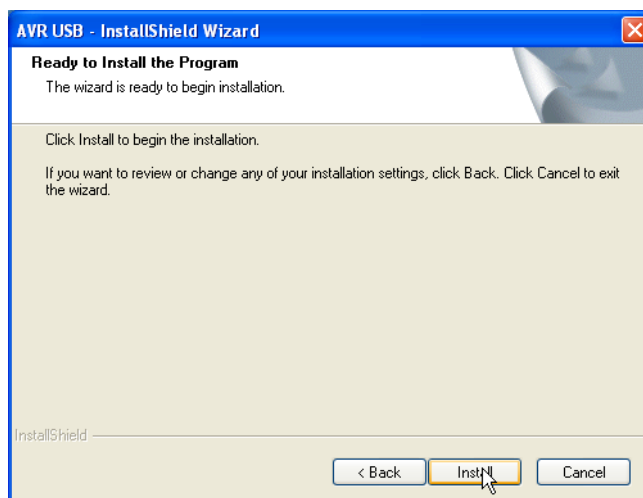 AVR USB - InstallShield Wizard
Ready to Install the Program
The wizard is ready to begin installation.
Click Install to begin the installation.
If you want to review or change any of your installation settings, click Back. Click Cancel to exit
the wizard.
InstallShield
< Back Install Cancel